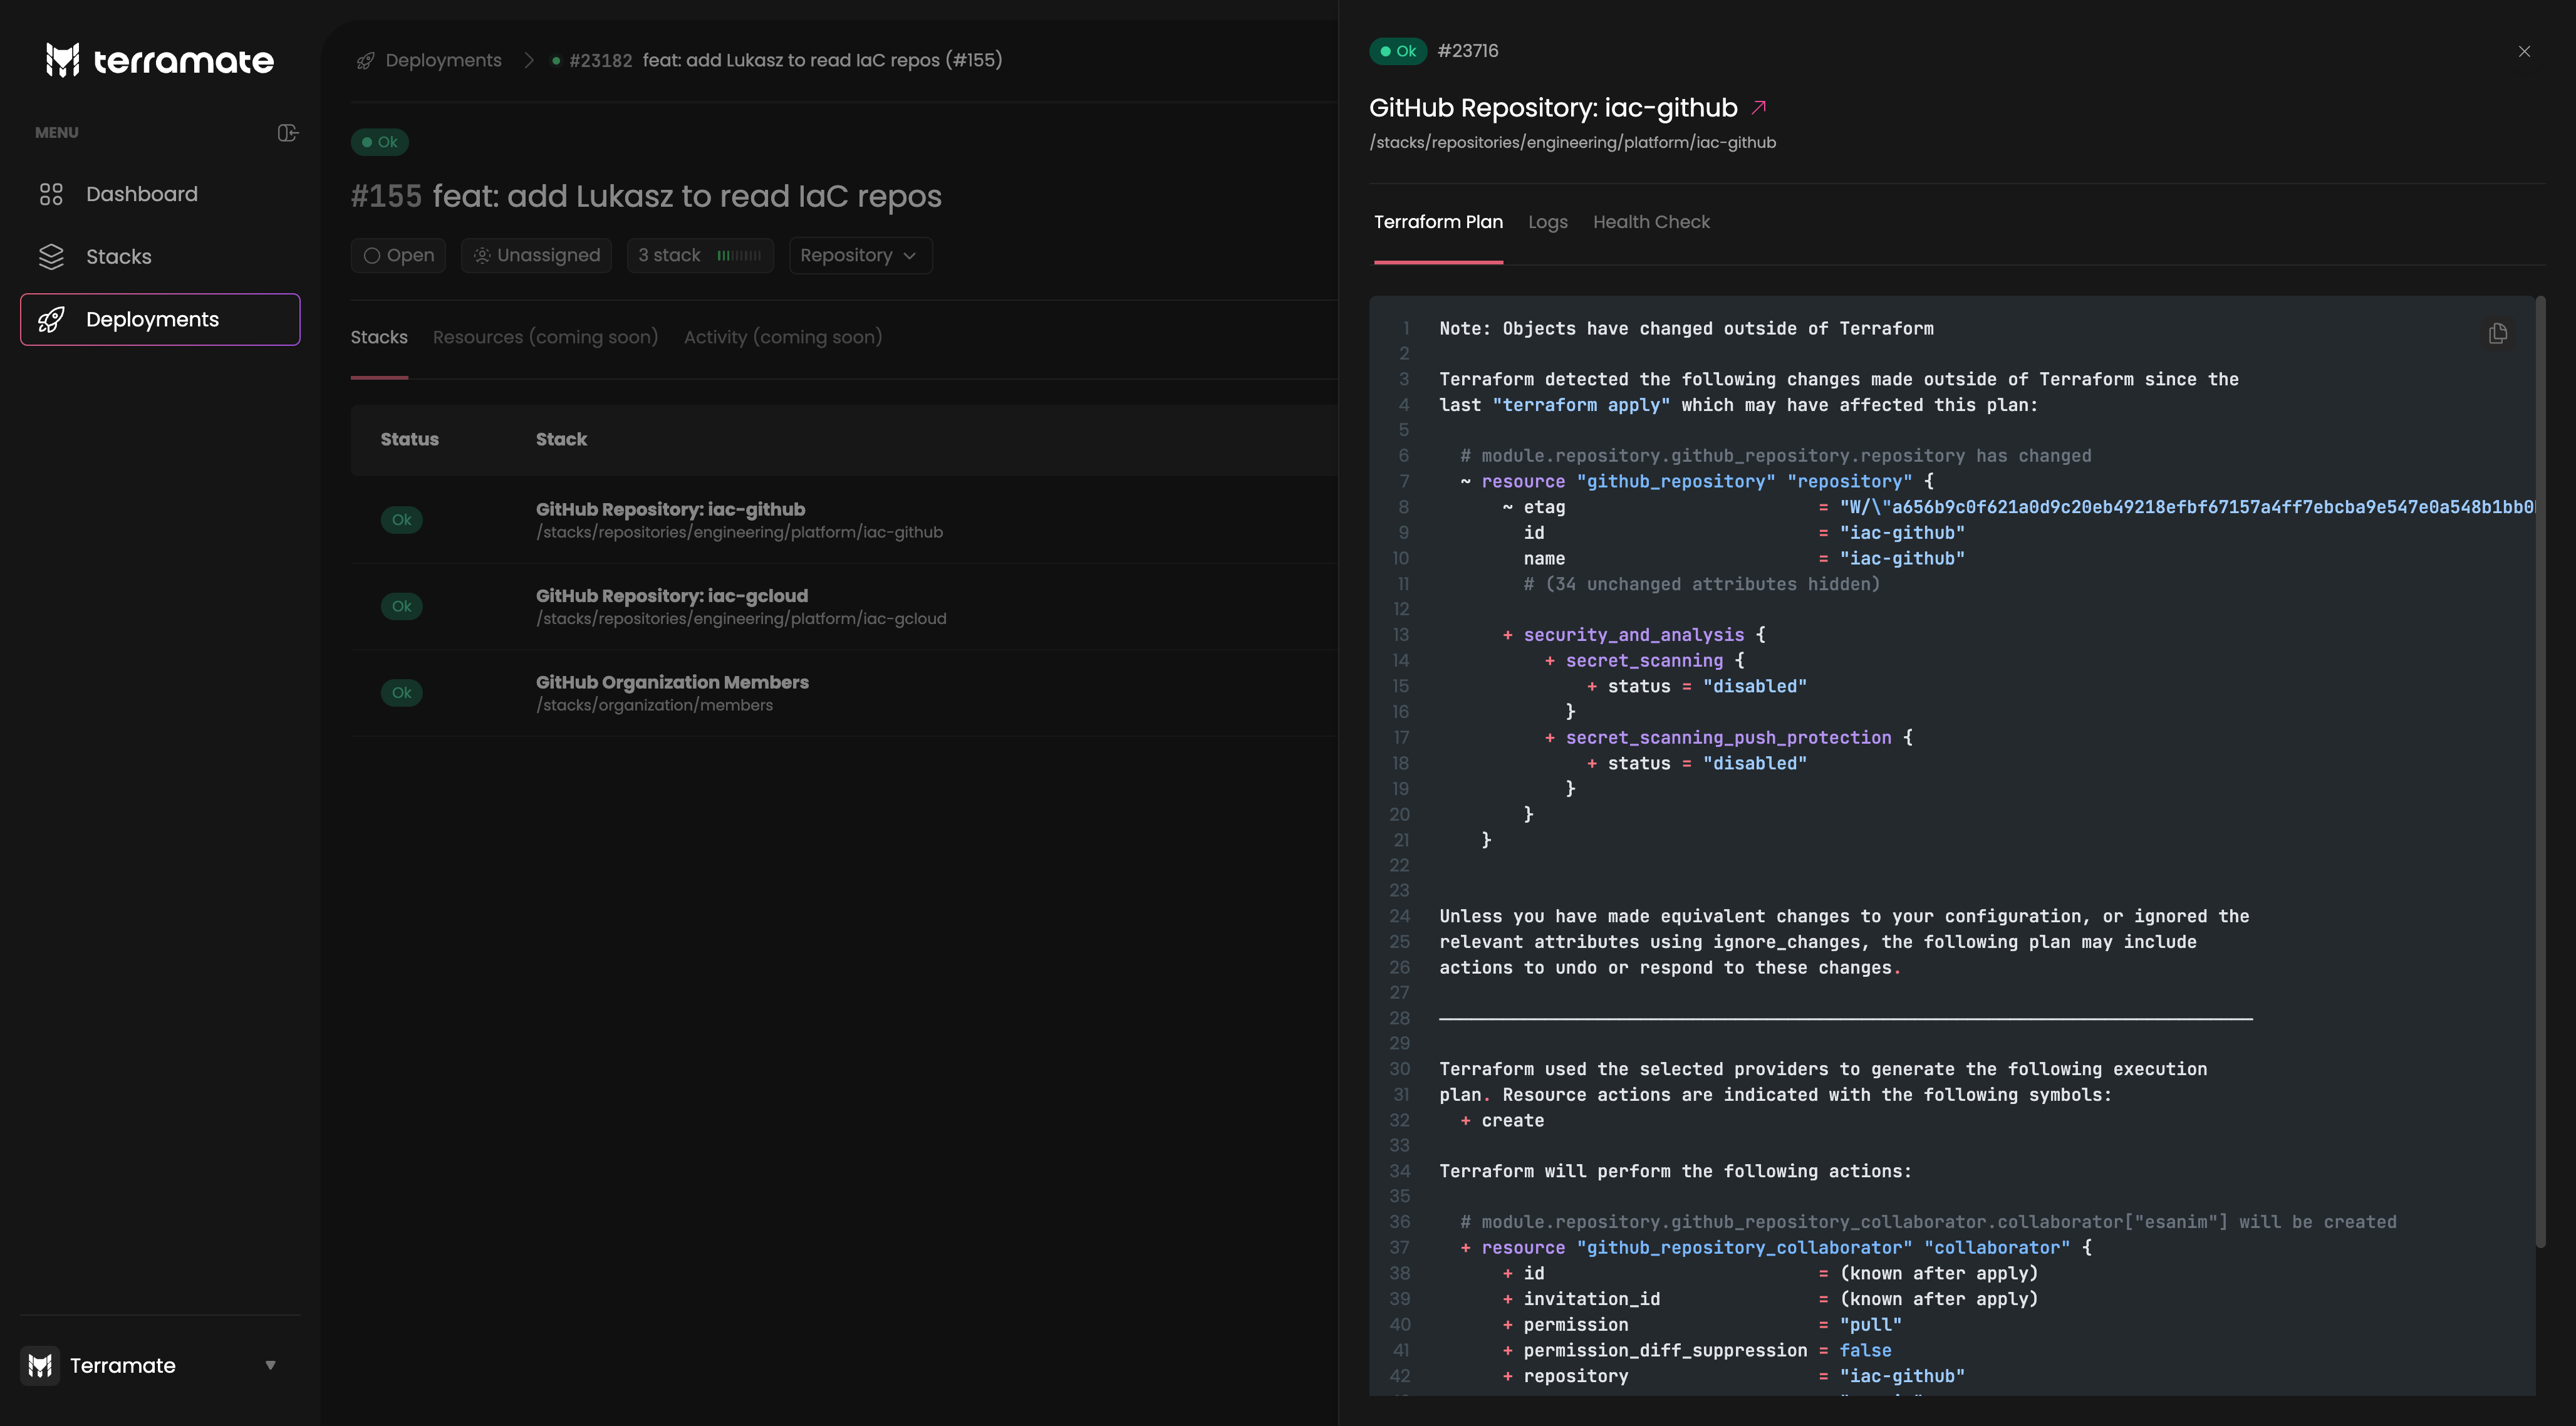 terramate
MENU
Dashboard
Stacks
Deployments
Terramate
Deployments
#23182 feat: add Lukasz to read IaC repos (#155)
Ok
#155 feat: add Lukasz to read IaC repos
Open
Unassigned
3 stack
Repository
Stacks
Resources (coming soon)
Activity (coming soon)
Status Stack
Ok
GitHub Repository: iac-github
/stacks/repositories/engineering/platform/iac-github
Ok
GitHub Repository: iac-gcloud
/stacks/repositories/engineering/platform/iac-gcloud
Ok
GitHub Organization Members
/stacks/organization/members
Ok #23716
GitHub Repository: iac-github
/stacks/repositories/engineering/platform/iac-github
Terraform Plan
Logs
Health Check
1 Note: Objects have changed outside of Terraform
2
3 Terraform detected the following changes made outside of Terraform since the
4 last "terraform apply" which may have affected this plan:
5
6 # module.repository.github_repository.repository has changed
7 ~ resource "github_repository" "repository" {
8 ~ etag = "W/\"a656b9c0f621a0d9c20eb49218efbf67157a4ff7ebcba9e547e0a548b1bb0
9 id = "iac-github"
10 name = "iac-github"
11 # (34 unchanged attributes hidden)
12
13 + security_and_analysis {
14 + secret_scanning {
15 + status = "disabled"
16 }
17 + secret_scanning_push_protection {
18 + status = "disabled"
19 }
20 }
21 }
22
23
24 Unless you have made equivalent changes to your configuration, or ignored the
25 relevant attributes using ignore_changes, the following plan may include
26 actions to undo or respond to these changes.
27
28 ─────────────────────────────────────────────────────────────────────────────
29
30 Terraform used the selected providers to generate the following execution
31 plan. Resource actions are indicated with the following symbols:
32 + create
33
34 Terraform will perform the following actions:
35
36 # module.repository.github_repository_collaborator.collaborator["esanim"] will be created
37 + resource "github_repository_collaborator" "collaborator" {
38 + id = (known after apply)
39 + invitation_id = (known after apply)
40 + permission = "pull"
41 + permission_diff_suppression = false
42 + repository = "iac-github"